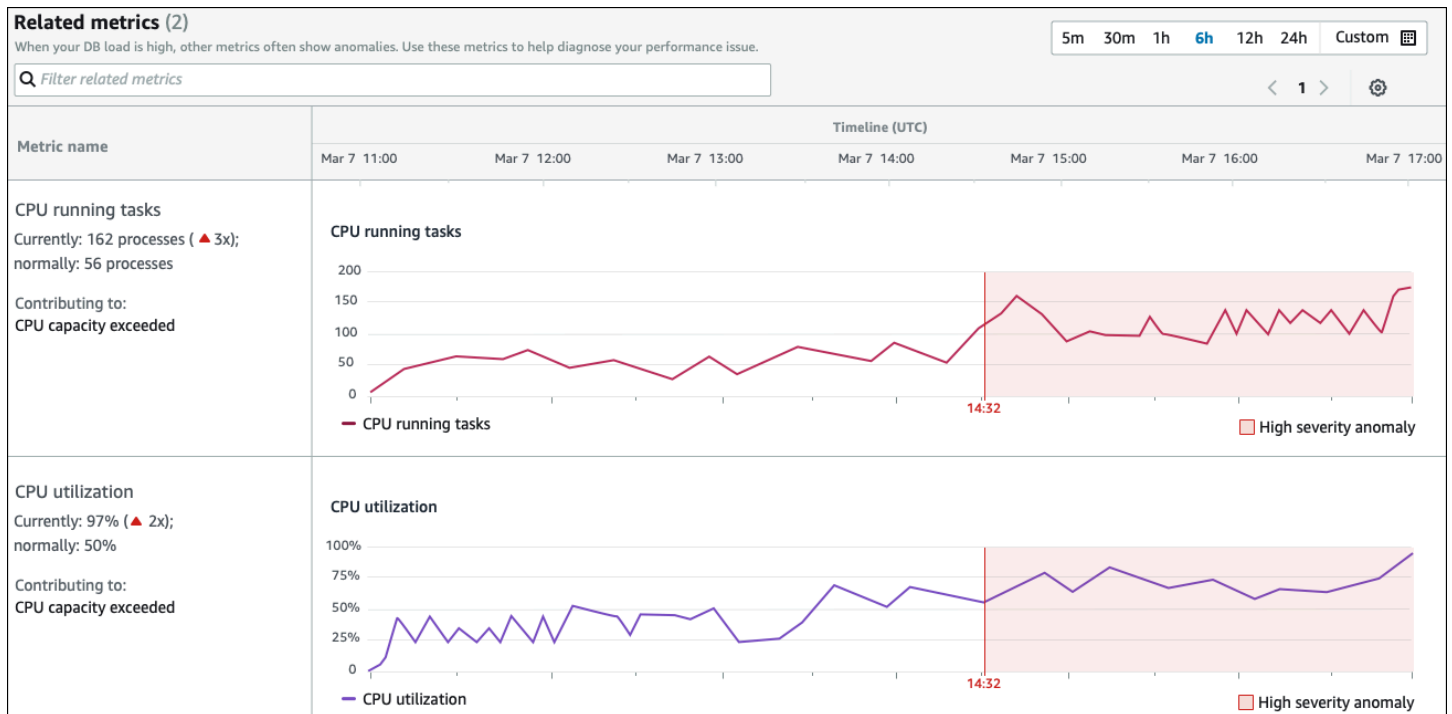 Related metrics (2)
When your DB load is high, other metrics often show anomalies. Use these metrics to help diagnose your performance issue.
5m 30m 1h 6h 12h 24h Custom
Filter related metrics
1
Metric name
Timeline (UTC)
Mar 7 11:00 Mar 7 12:00 Mar 7 13:00 Mar 7 14:00 Mar 7 15:00 Mar 7 16:00 Mar 7 17:00
CPU running tasks
Currently: 162 processes ( ▲ 3x);
normally: 56 processes
Contributing to:
CPU capacity exceeded
CPU running tasks
200
150
100
50
0
14:32
CPU running tasks
High severity anomaly
CPU utilization
Currently: 97% (▲ 2x);
normally: 50%
Contributing to:
CPU capacity exceeded
CPU utilization
100%
75%
50%
25%
0
14:32
CPU utilization
High severity anomaly